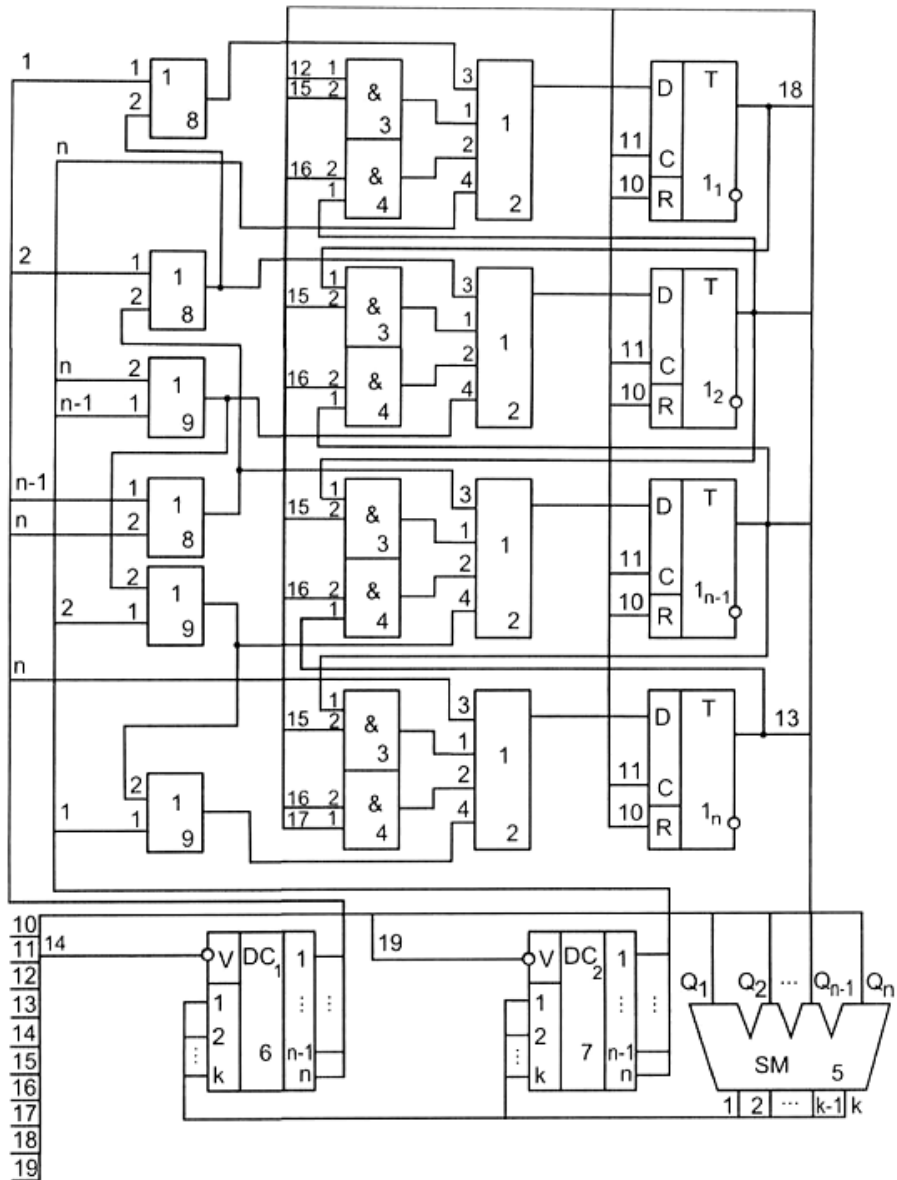 1 1 1 12 1 & 3 1 D T 18
2 8 15 2 3 1
n 16 2 & 2 11 C
1 4 4 2 10 R 1₁
2 1 1 1 & 3 1 D T
2 8 15 2 3 1
n 2 1 16 2 & 2 11 C
n-1 1 9 1 4 4 2 10 R 1₂
n-1 1 1 1 & 3 1 D T
n 2 8 15 2 3 1
2 1 16 2 & 2 11 C
2 1 9 1 4 4 2 10 R 1n-1
n 1 & 3 1 D T 13
15 2 3 1
2 1 16 2 & 2 11 C
1 1 9 17 1 4 4 2 10 R 1n
10
11 14 V DC₁ 1 19 V DC₂ 1
12 Q₁ Q₂ ... Qn-1 Qn
13 1 ... ... 1 ... ...
14 2 2
15 ... 6 n-1 ... 7 n-1 SM 5
16 k n k n
17 1 2 ... k-1 k
18
19